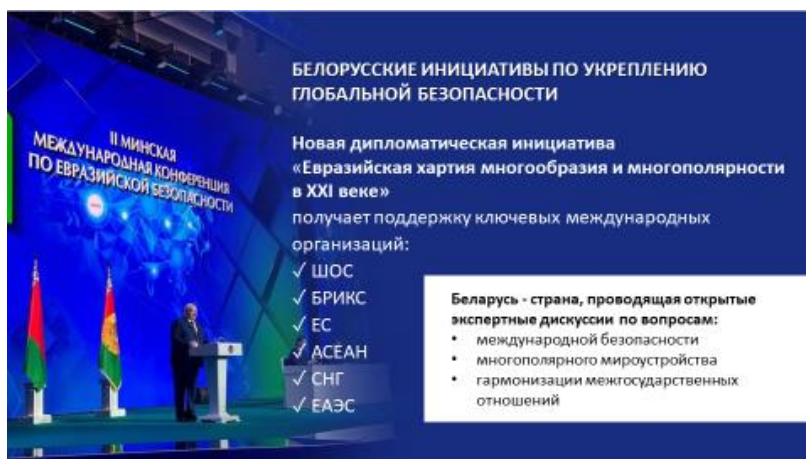 II МИНСКАЯ
МЕЖДУНАРОДНАЯ КОНФЕРЕНЦИЯ
ПО ЕВРАЗИЙСКОЙ БЕЗОПАСНОСТИ
БЕЛОРУССКИЕ ИНИЦИАТИВЫ ПО УКРЕПЛЕНИЮ
ГЛОБАЛЬНОЙ БЕЗОПАСНОСТИ
Новая дипломатическая инициатива
«Евразийская хартия многообразия и многополярности
в XXI веке»
получает поддержку ключевых международных
организаций:
✓ ШОС
✓ БРИКС
✓ ЕС
✓ АСЕАН
✓ СНГ
✓ ЕАЭС
Беларусь - страна, проводящая открытые
экспертные дискуссии по вопросам:
• международной безопасности
• многополярного мироустройства
• гармонизации межгосударственных
отношений